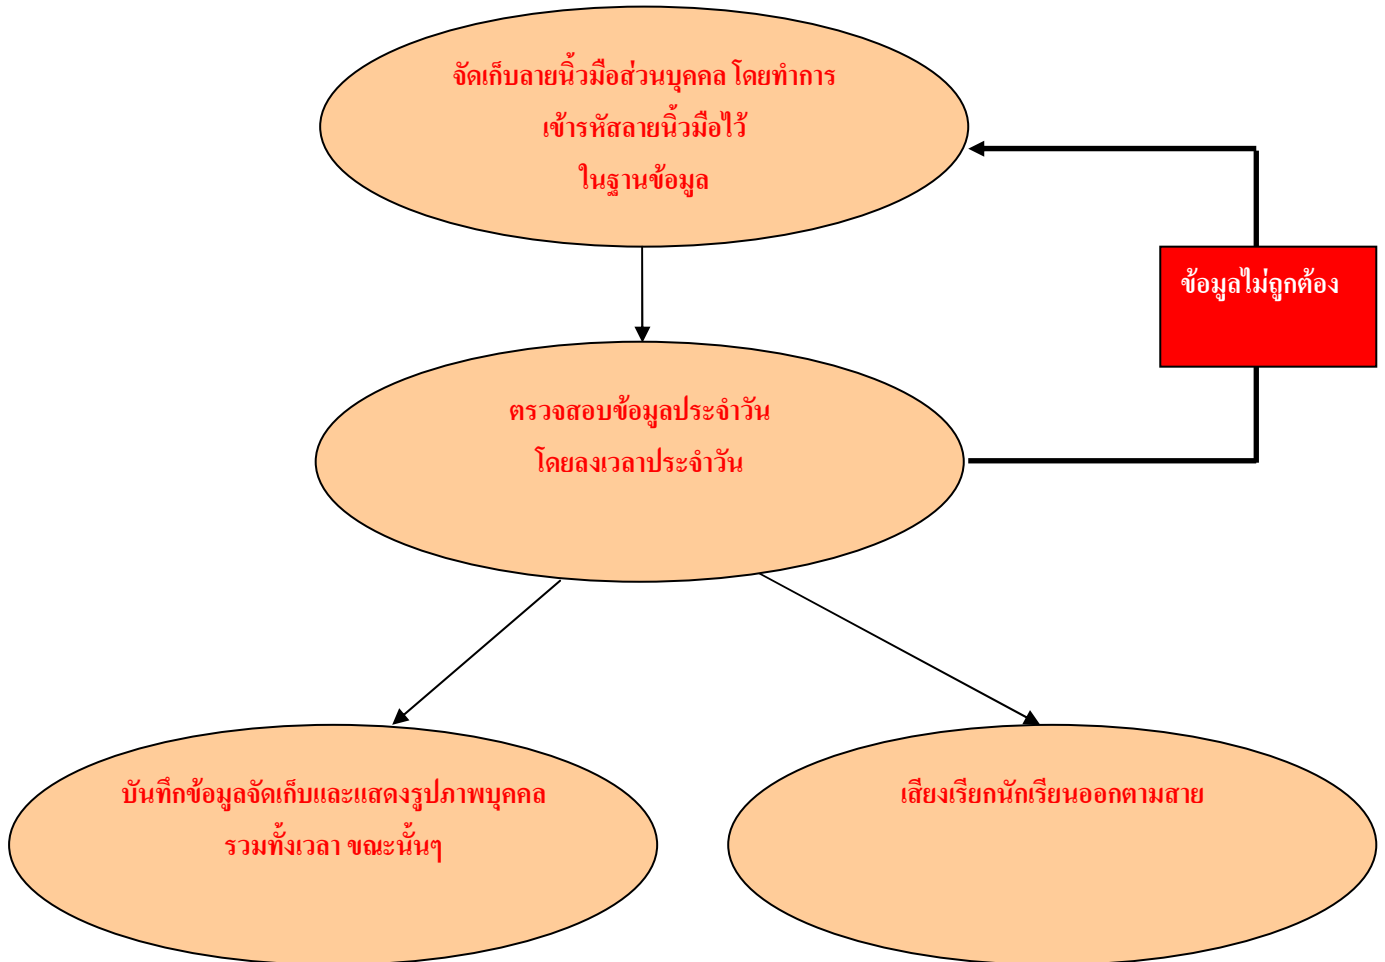 จัดเก็บลายนิ้วมือส่วนบุคคล โดยทำการ
เข้ารหัสลายนิ้วมือไว้
ในฐานข้อมูล
ข้อมูลไม่ถูกต้อง
ตรวจสอบข้อมูลประจำวัน
โดยลงเวลาประจำวัน
บันทึกข้อมูลจัดเก็บและแสดงรูปภาพบุคคล
รวมทั้งเวลา ขณะนั้นๆ
เสียงเรียกนักเรียนออกตามสาย